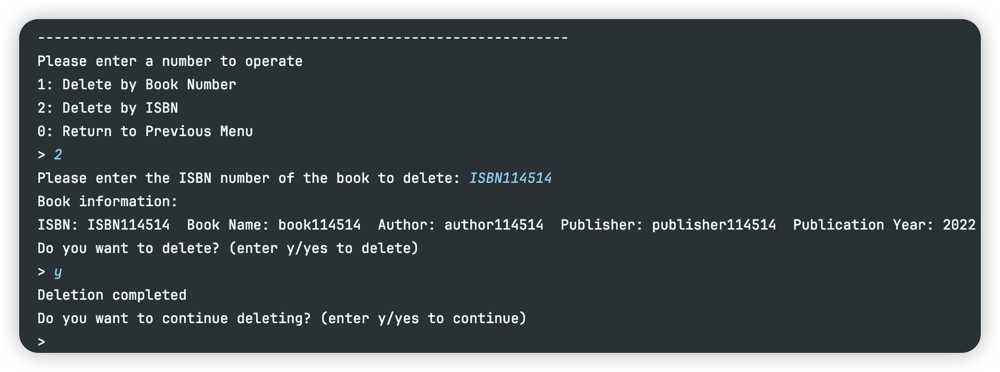 ----------------------------------------------------------------
Please enter a number to operate
1: Delete by Book Number
2: Delete by ISBN
0: Return to Previous Menu
> 2
Please enter the ISBN number of the book to delete: ISBN114514
Book information:
ISBN: ISBN114514  Book Name: book114514  Author: author114514  Publisher: publisher114514  Publication Year: 2022
Do you want to delete? (enter y/yes to delete)
> y
Deletion completed
Do you want to continue deleting? (enter y/yes to continue)
>